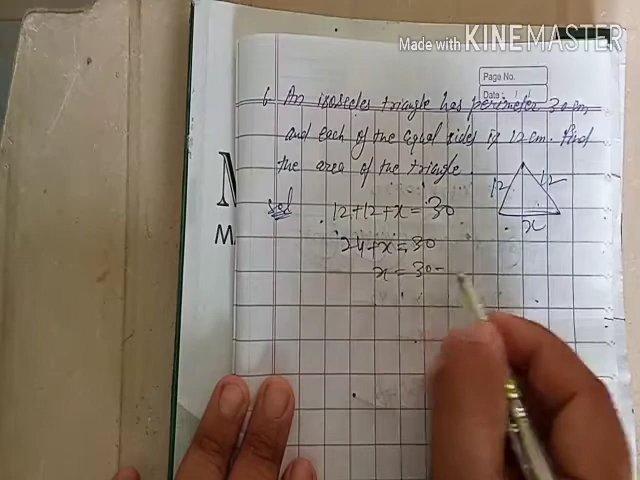 Made with KINEMASTER
Page No.
Date: / /
6. An isosceles triangle has perimeter 30 cm
and each of the equal sides is 12 cm. find
the area of the triangle.
12 12
x
Sol 12+12+x=30
24+x=30
x=30-
M